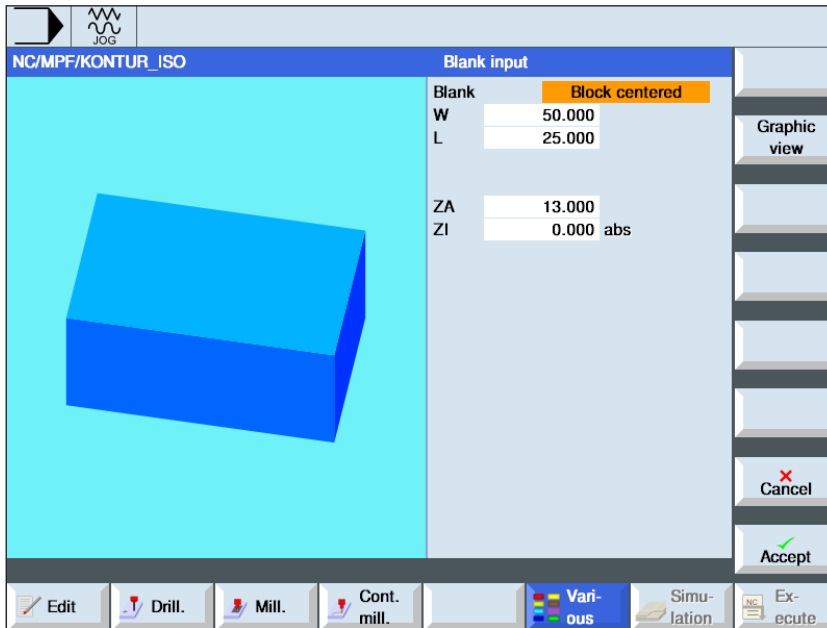 JOG
NC/MPF/KONTUR_ISO
Blank input
Blank Block centered
W 50.000
L 25.000
ZA 13.000
ZI 0.000 abs
Graphic
view
Cancel
Accept
Edit
Drill.
Mill.
Cont.
mill.
Vari-
ous
Simu-
lation
NC
Ex-
ecute